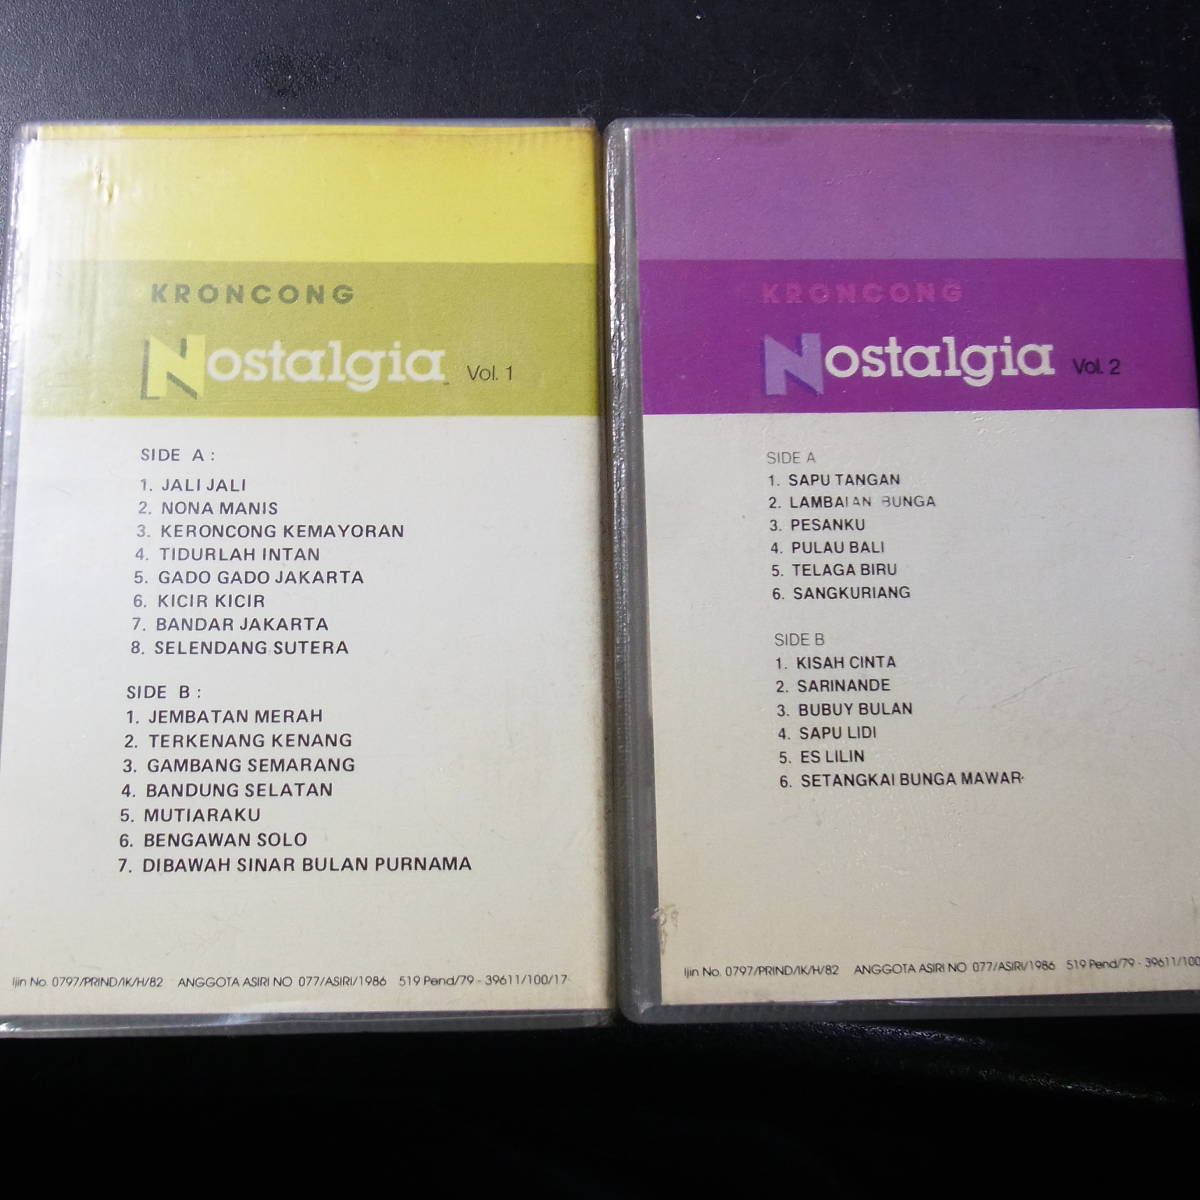 KRONCONG
Nostalgia Vol. 1
SIDE A :
1. JALI JALI
2. NONA MANIS
3. KERONCONG KEMAYORAN
4. TIDURLAH INTAN
5. GADO GADO JAKARTA
6. KICIR KICIR
7. BANDAR JAKARTA
8. SELENDANG SUTERA
SIDE B :
1. JEMBATAN MERAH
2. TERKENANG KENANG
3. GAMBANG SEMARANG
4. BANDUNG SELATAN
5. MUTIARAKU
6. BENGAWAN SOLO
7. DIBAWAH SINAR BULAN PURNAMA
Ijin No. 0797/PRIND/IK/H/82 ANGGOTA ASIRI NO 077/ASIRI/1986 519 Pend/79 - 39611/100/17
KRONCONG
Nostalgia Vol. 2
SIDE A
1. SAPU TANGAN
2. LAMBAIAN BUNGA
3. PESANKU
4. PULAU BALI
5. TELAGA BIRU
6. SANGKURIANG
SIDE B
1. KISAH CINTA
2. SARINANDE
3. BUBUY BULAN
4. SAPU LIDI
5. ES LILIN
6. SETANGKAI BUNGA MAWAR
Ijin No. 0797/PRIND/IK/H/82 ANGGOTA ASIRI NO 077/ASIRI/1986 519 Pend/79 - 39611/100